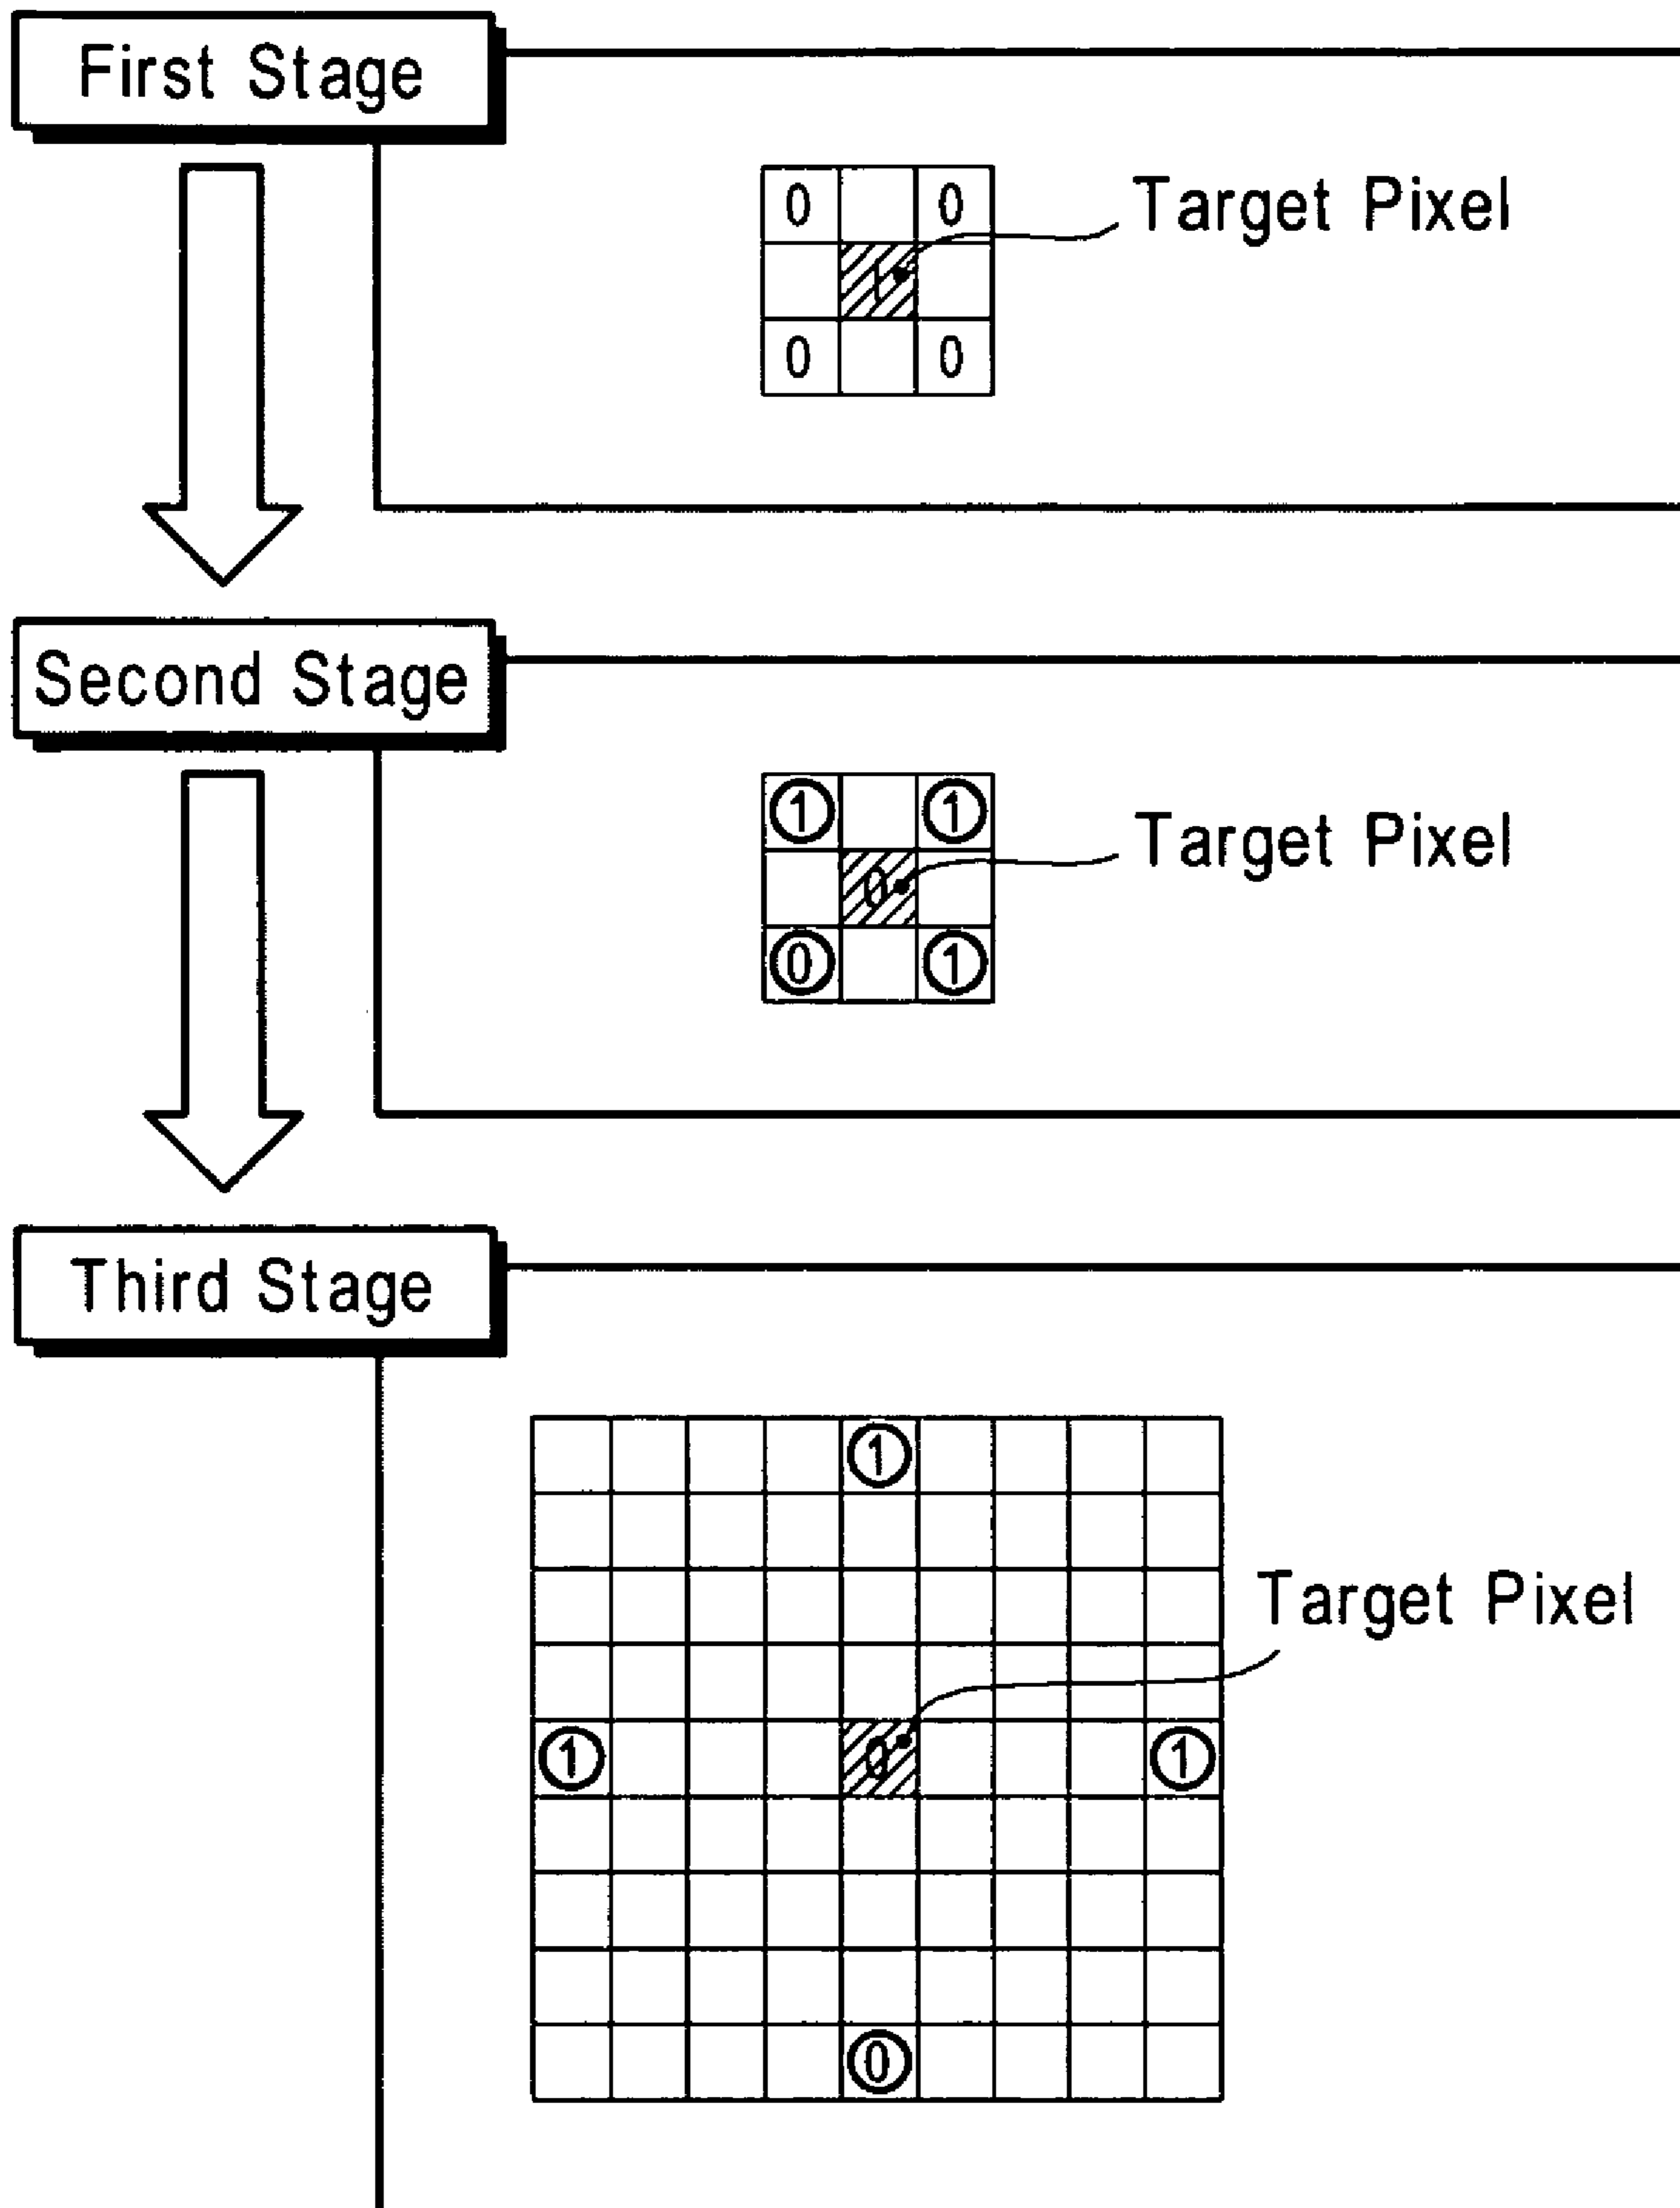 First Stage
0 0
Target Pixel
1
0 0
Second Stage
1 1
Target Pixel
0
0 1
Third Stage
1
Target Pixel
1 0 1
0